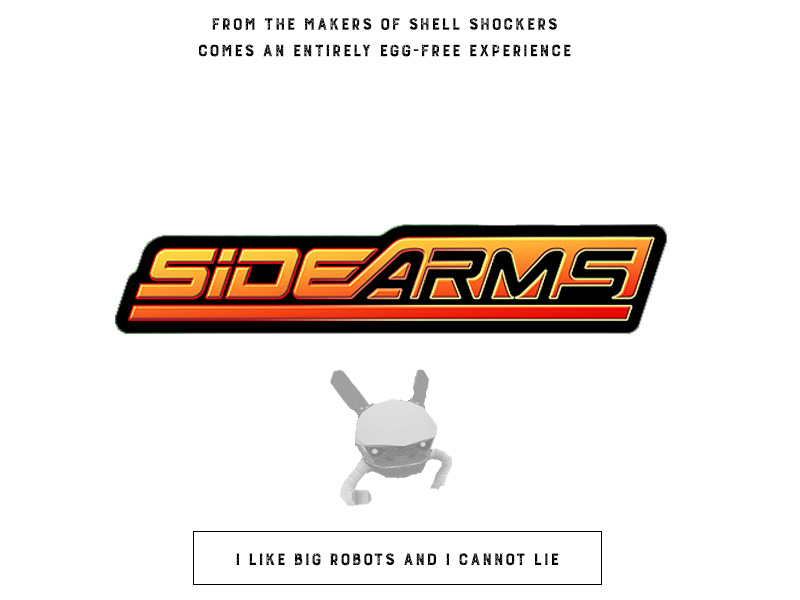 FROM THE MAKERS OF SHELL SHOCKERS
COMES AN ENTIRELY EGG-FREE EXPERIENCE
SiDEARMS
I LIKE BIG ROBOTS AND I CANNOT LIE